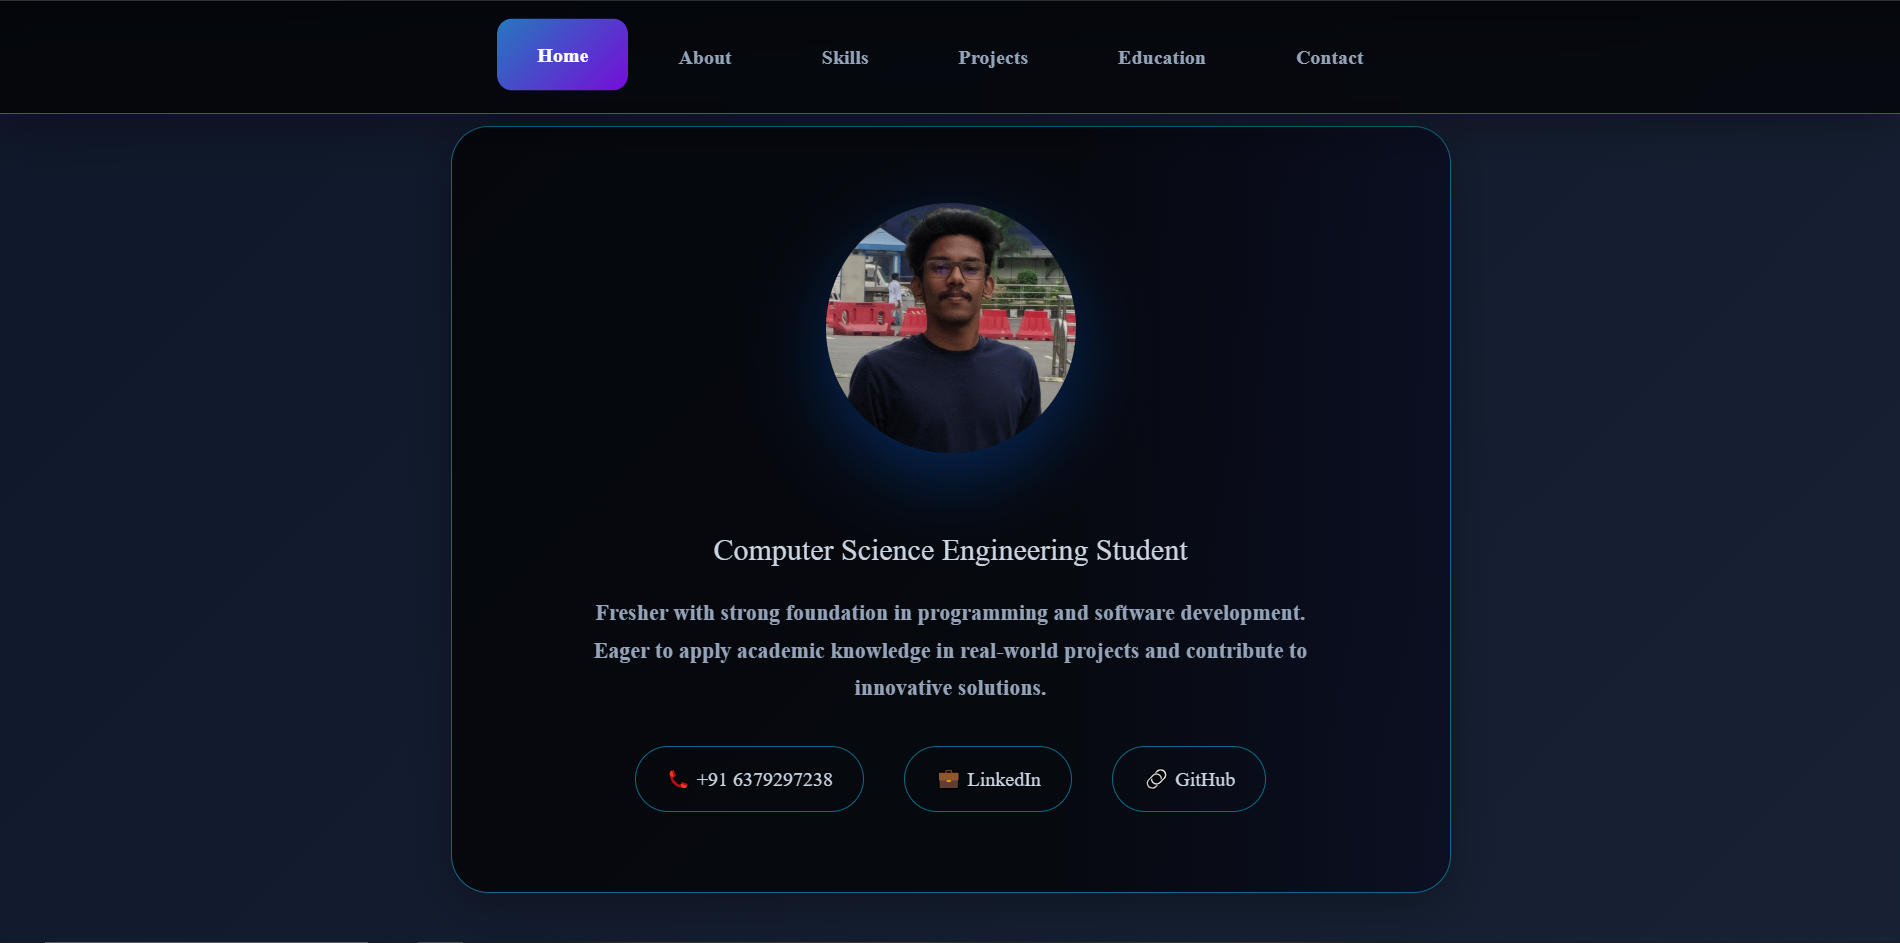 Home
About
Skills
Projects
Education
Contact
Computer Science Engineering Student
Fresher with strong foundation in programming and software development.
Eager to apply academic knowledge in real-world projects and contribute to
innovative solutions.
+91 6379297238
LinkedIn
GitHub